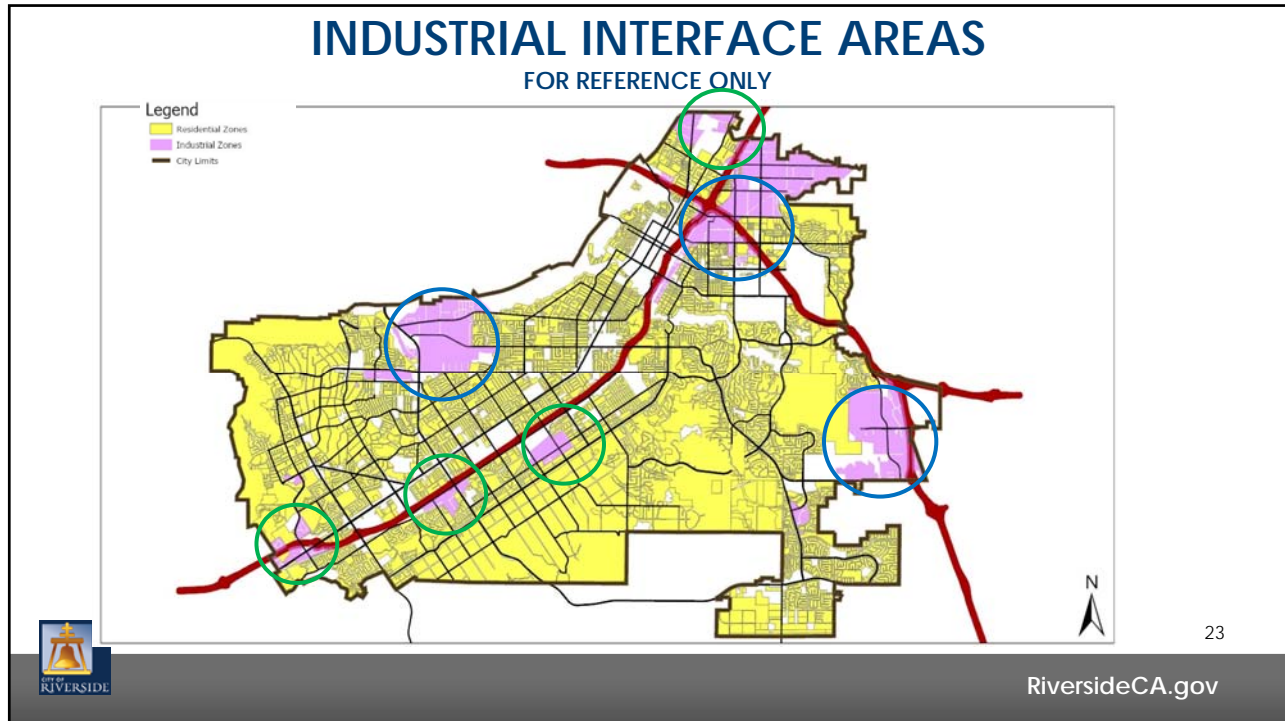 INDUSTRIAL INTERFACE AREAS
FOR REFERENCE ONLY
Legend
Residential Zones
Industrial Zones
City Limits
N
23
CITY OF
RIVERSIDE
RiversideCA.gov